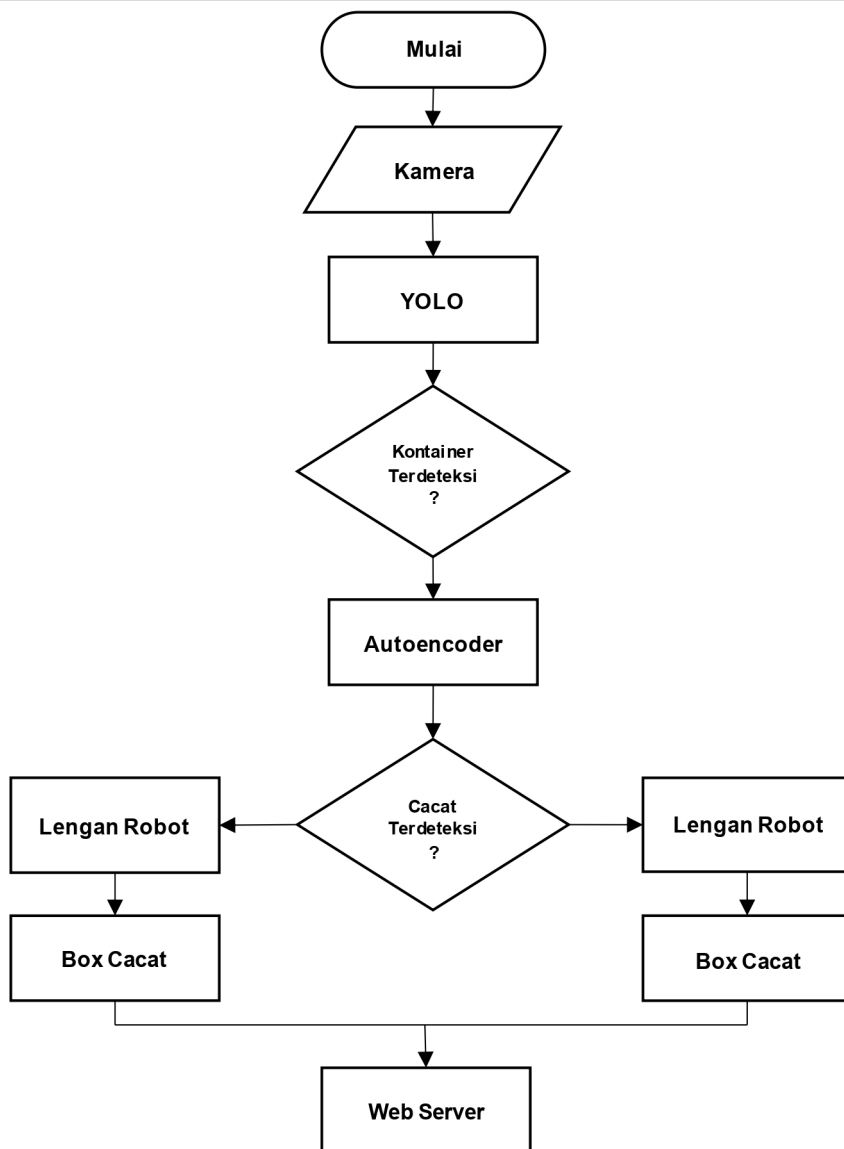 Mulai
Kamera
YOLO
Kontainer
Terdeteksi
?
Autoencoder
Cacat
Terdeteksi
?
Lengan Robot
Lengan Robot
Box Cacat
Box Cacat
Web Server